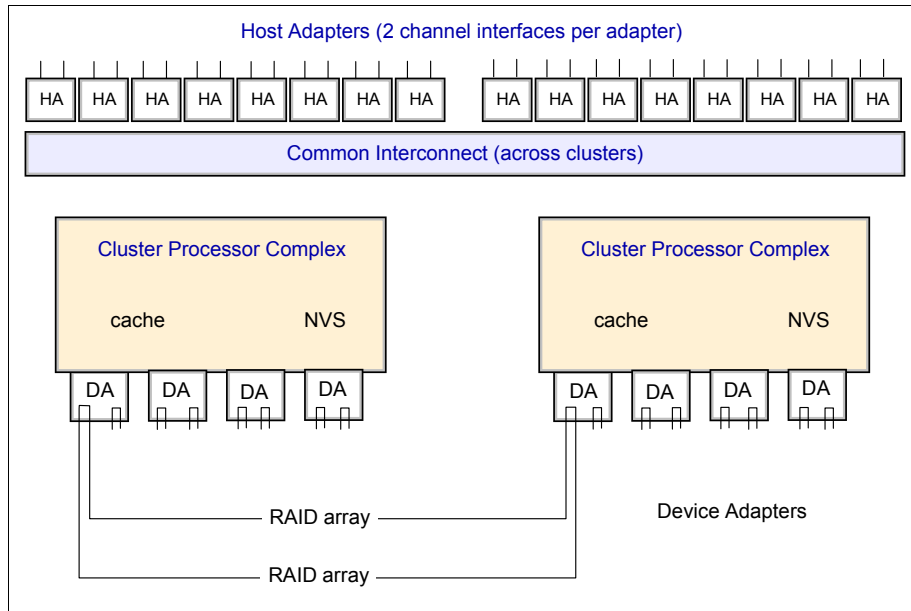 Host Adapters (2 channel interfaces per adapter)
HA HA HA HA HA HA HA HA HA HA HA HA HA HA HA HA
Common Interconnect (across clusters)
Cluster Processor Complex Cluster Processor Complex
cache NVS cache NVS
DA DA DA DA DA DA DA DA
RAID array Device Adapters
RAID array